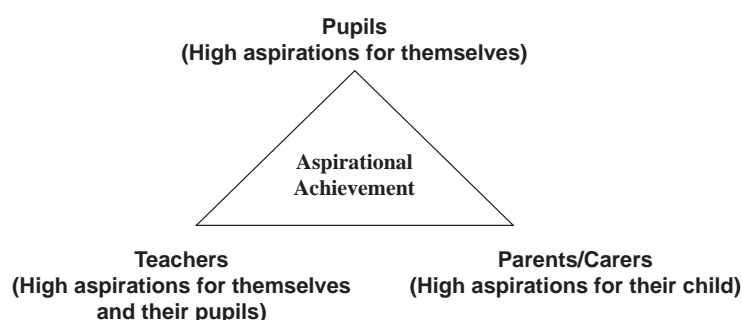 Pupils
(High aspirations for themselves)
Aspirational
Achievement
Teachers
(High aspirations for themselves
and their pupils)
Parents/Carers
(High aspirations for their child)